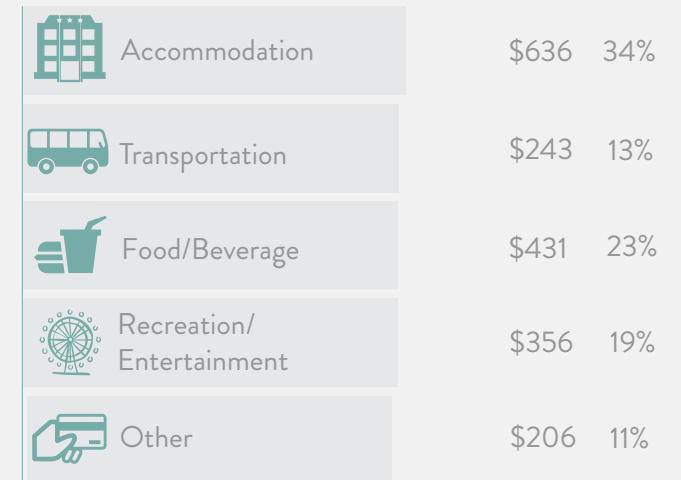 Accommodation $636 34%
Transportation $243 13%
Food/Beverage $431 23%
Recreation/
Entertainment $356 19%
Other $206 11%